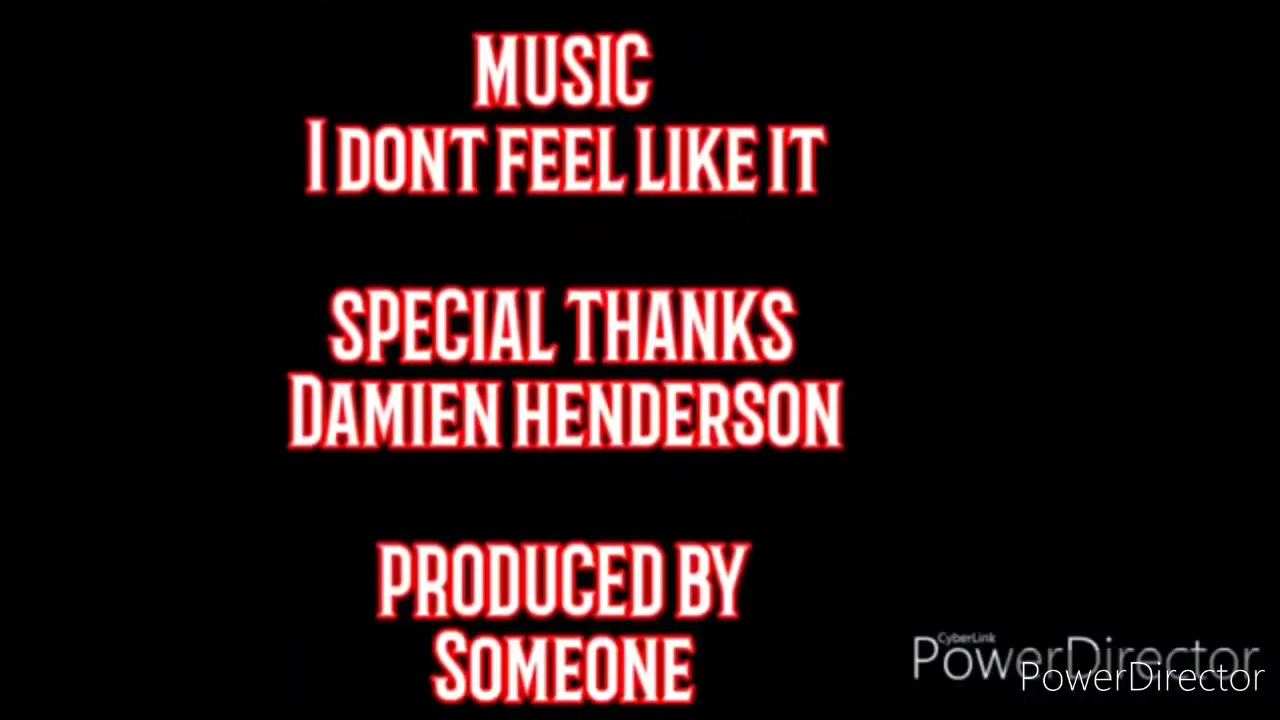 MUSIC
I DONT FEEL LIKE IT
SPECIAL THANKS
DAMIEN HENDERSON
PRODUCED BY
SOMEONE
CyberLink
PowerDirector
PowerDirector